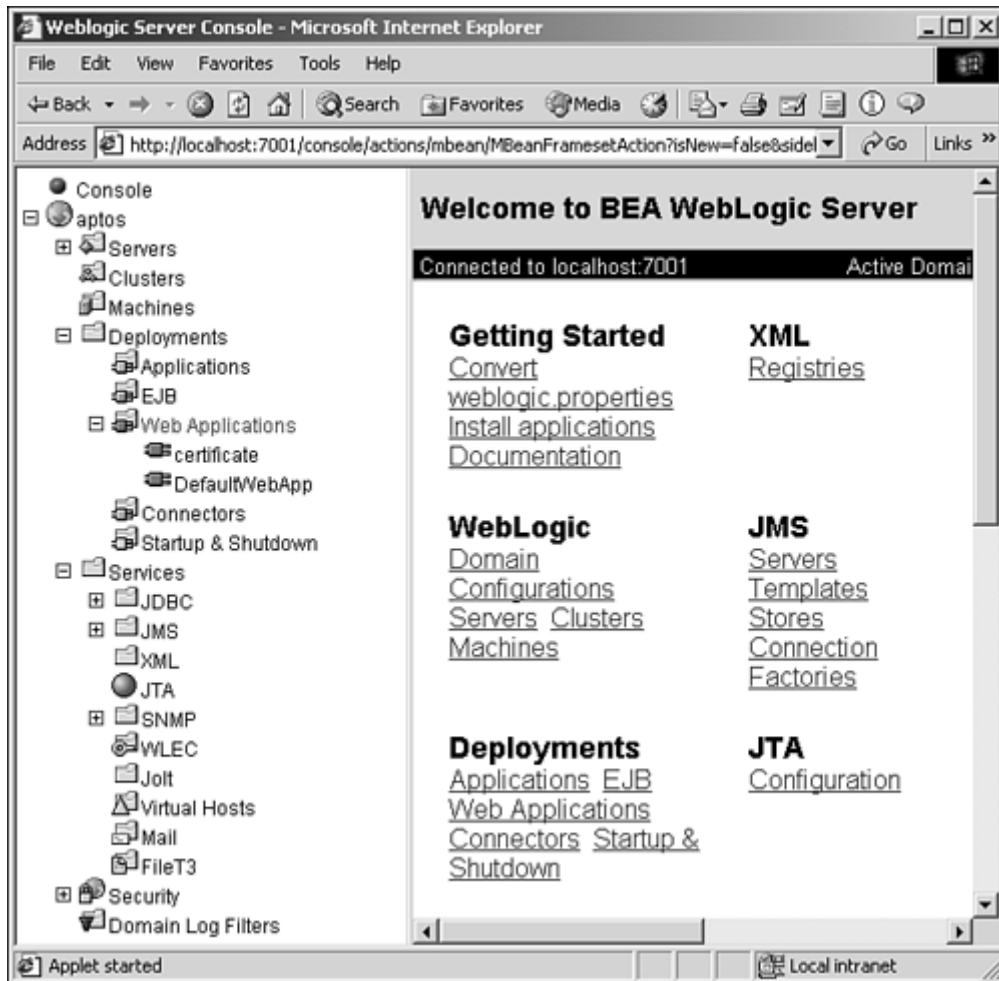 Weblogic Server Console - Microsoft Internet Explorer
File Edit View Favorites Tools Help
Back Search Favorites Media
Address http://localhost:7001/console/actions/mbean/MBeanFramesetAction?isNew=false&sidel Go Links »
Console
aptos
Servers
Clusters
Machines
Deployments
Applications
EJB
Web Applications
certificate
DefaultWebApp
Connectors
Startup & Shutdown
Services
JDBC
JMS
XML
JTA
SNMP
WLEC
Jolt
Virtual Hosts
Mail
FileT3
Security
Domain Log Filters
Welcome to BEA WebLogic Server
Connected to localhost:7001 Active Domai
Getting Started
Convert
weblogic.properties
Install applications
Documentation
XML
Registries
WebLogic
Domain
Configurations
Servers Clusters
Machines
JMS
Servers
Templates
Stores
Connection
Factories
Deployments
Applications EJB
Web Applications
Connectors Startup &
Shutdown
JTA
Configuration
Applet started
Local intranet